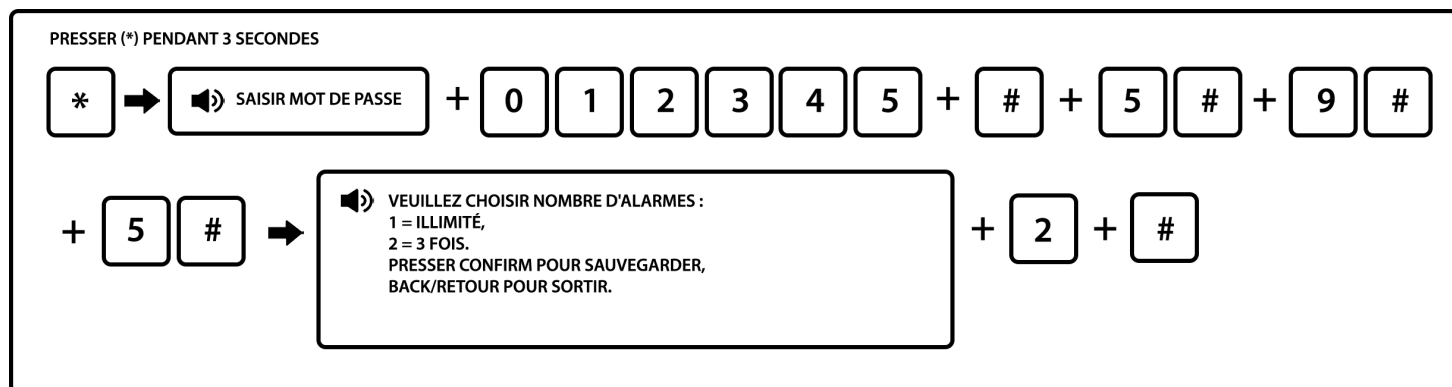 PRESSER (*) PENDANT 3 SECONDES
* SAISIR MOT DE PASSE + 0 1 2 3 4 5 + # + 5 # + 9 #
+ 5 #
VEUILLEZ CHOISIR NOMBRE D'ALARMES :
1 = ILLIMITÉ,
2 = 3 FOIS.
PRESSER CONFIRM POUR SAUVEGARDER,
BACK/RETOUR POUR SORTIR.
+ 2 + #